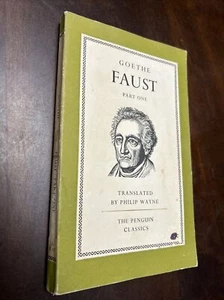 GOETHE
FAUST
PART ONE
TRANSLATED
BY PHILIP WAYNE
THE PENGUIN
CLASSICS